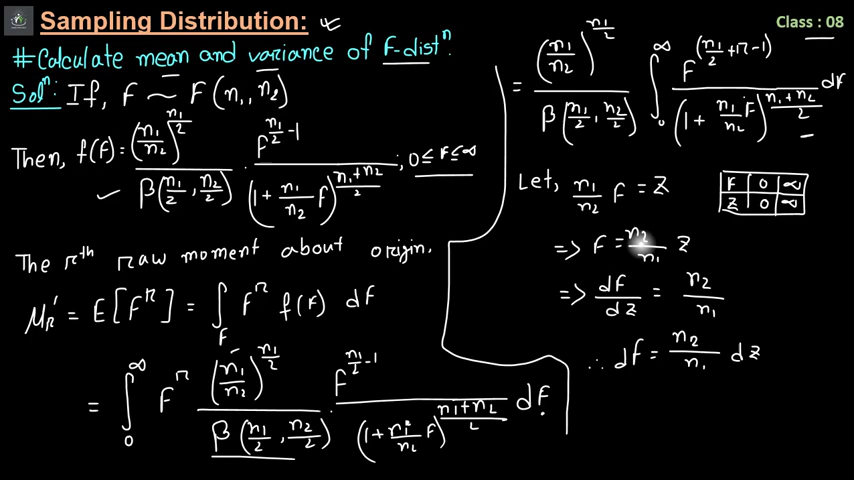 Sampling Distribution:
Class : 08
#Calculate mean and variance of F-distⁿ.
Solⁿ: If, F ~ F(n₁, n₂)
Then, f(F) = (n₁/n₂)^(n₁/2) / β(n₁/2, n₂/2) · F^(n₁/2 - 1) / (1 + n₁/n₂ F)^((n₁+n₂)/2) ; 0 ≤ F ≤ ∞
The rᵗʰ raw moment about origin.
μᵣ' = E[Fʳ] = ∫_F Fʳ f(F) dF
= ∫₀^∞ Fʳ (n₁/n₂)^(n₁/2) / β(n₁/2, n₂/2) · F^(n₁/2 - 1) / (1 + n₁/n₂ F)^((n₁+n₂)/2) dF.
= (n₁/n₂)^(n₁/2) / β(n₁/2, n₂/2) ∫₀^∞ F^(n₁/2 + r - 1) / (1 + n₁/n₂ F)^((n₁+n₂)/2) dF
Let, n₁/n₂ F = Z
F 0 ∞
Z 0 ∞
=> F = n₂/n₁ Z
=> dF/dZ = n₂/n₁
∴ dF = n₂/n₁ dZ